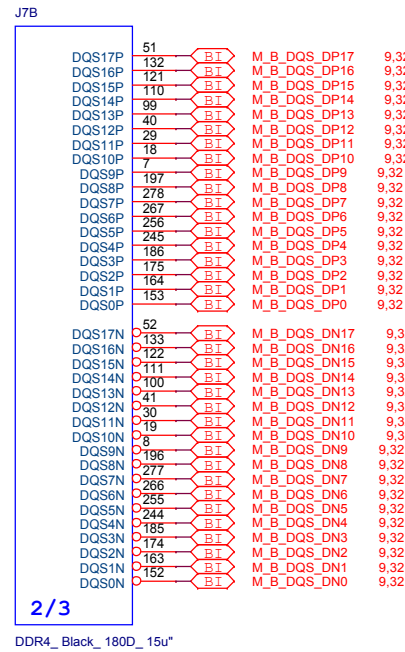 J7B
DQS17P 51 BI M_B_DQS_DP17 9,32
DQS16P 132 BI M_B_DQS_DP16 9,32
DQS15P 121 BI M_B_DQS_DP15 9,32
DQS14P 110 BI M_B_DQS_DP14 9,32
DQS13P 99 BI M_B_DQS_DP13 9,32
DQS12P 40 BI M_B_DQS_DP12 9,32
DQS11P 29 BI M_B_DQS_DP11 9,32
DQS10P 18 BI M_B_DQS_DP10 9,32
DQS9P 7 BI M_B_DQS_DP9 9,32
DQS8P 197 BI M_B_DQS_DP8 9,32
DQS7P 278 BI M_B_DQS_DP7 9,32
DQS6P 267 BI M_B_DQS_DP6 9,32
DQS5P 256 BI M_B_DQS_DP5 9,32
DQS4P 245 BI M_B_DQS_DP4 9,32
DQS3P 186 BI M_B_DQS_DP3 9,32
DQS2P 175 BI M_B_DQS_DP2 9,32
DQS1P 164 BI M_B_DQS_DP1 9,32
DQS0P 153 BI M_B_DQS_DP0 9,32
DQS17N 52 BI M_B_DQS_DN17 9,3
DQS16N 133 BI M_B_DQS_DN16 9,3
DQS15N 122 BI M_B_DQS_DN15 9,3
DQS14N 111 BI M_B_DQS_DN14 9,3
DQS13N 100 BI M_B_DQS_DN13 9,3
DQS12N 41 BI M_B_DQS_DN12 9,3
DQS11N 30 BI M_B_DQS_DN11 9,3
DQS10N 19 BI M_B_DQS_DN10 9,3
DQS9N 8 BI M_B_DQS_DN9 9,32
DQS8N 196 BI M_B_DQS_DN8 9,32
DQS7N 277 BI M_B_DQS_DN7 9,32
DQS6N 266 BI M_B_DQS_DN6 9,32
DQS5N 255 BI M_B_DQS_DN5 9,32
DQS4N 244 BI M_B_DQS_DN4 9,32
DQS3N 185 BI M_B_DQS_DN3 9,32
DQS2N 174 BI M_B_DQS_DN2 9,32
DQS1N 163 BI M_B_DQS_DN1 9,32
DQS0N 152 BI M_B_DQS_DN0 9,32
2/3
DDR4_ Black_ 180D_ 15u"